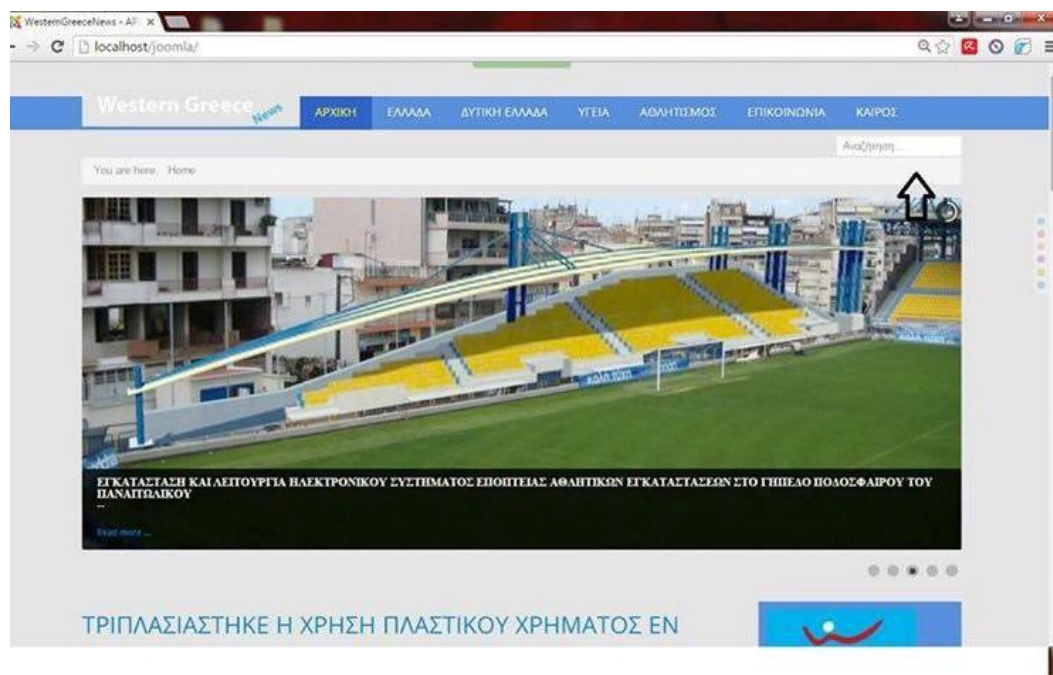 WesternGreeceNews - ΑΡ
localhost/joomla/
Western Greece News
ΑΡΧΙΚΗ ΕΛΛΑΔΑ ΔΥΤΙΚΗ ΕΛΛΑΔΑ ΥΓΕΙΑ ΑΘΛΗΤΙΣΜΟΣ ΕΠΙΚΟΙΝΩΝΙΑ ΚΑΙΡΟΣ
Αναζήτηση...
You are here: Home
ΕΓΚΑΤΑΣΤΑΣΗ ΚΑΙ ΛΕΙΤΟΥΡΓΙΑ ΗΛΕΚΤΡΟΝΙΚΟΥ ΣΥΣΤΗΜΑΤΟΣ ΕΠΟΠΤΕΙΑΣ ΑΘΛΗΤΙΚΩΝ ΕΓΚΑΤΑΣΤΑΣΕΩΝ ΣΤΟ ΓΗΠΕΔΟ ΠΟΔΟΣΦΑΙΡΟΥ ΤΟΥ
ΠΑΝΑΙΤΩΛΙΚΟΥ
...
Read more ...
ΤΡΙΠΛΑΣΙΑΣΤΗΚΕ Η ΧΡΗΣΗ ΠΛΑΣΤΙΚΟΥ ΧΡΗΜΑΤΟΣ ΕΝ